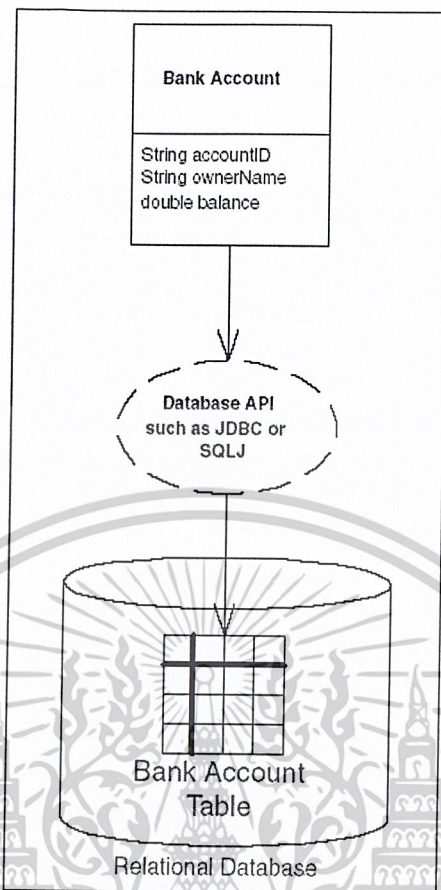 Bank Account
String accountID
String ownerName
double balance
Database API
such as JDBC or
SQLJ
Bank Account
Table
Relational Database